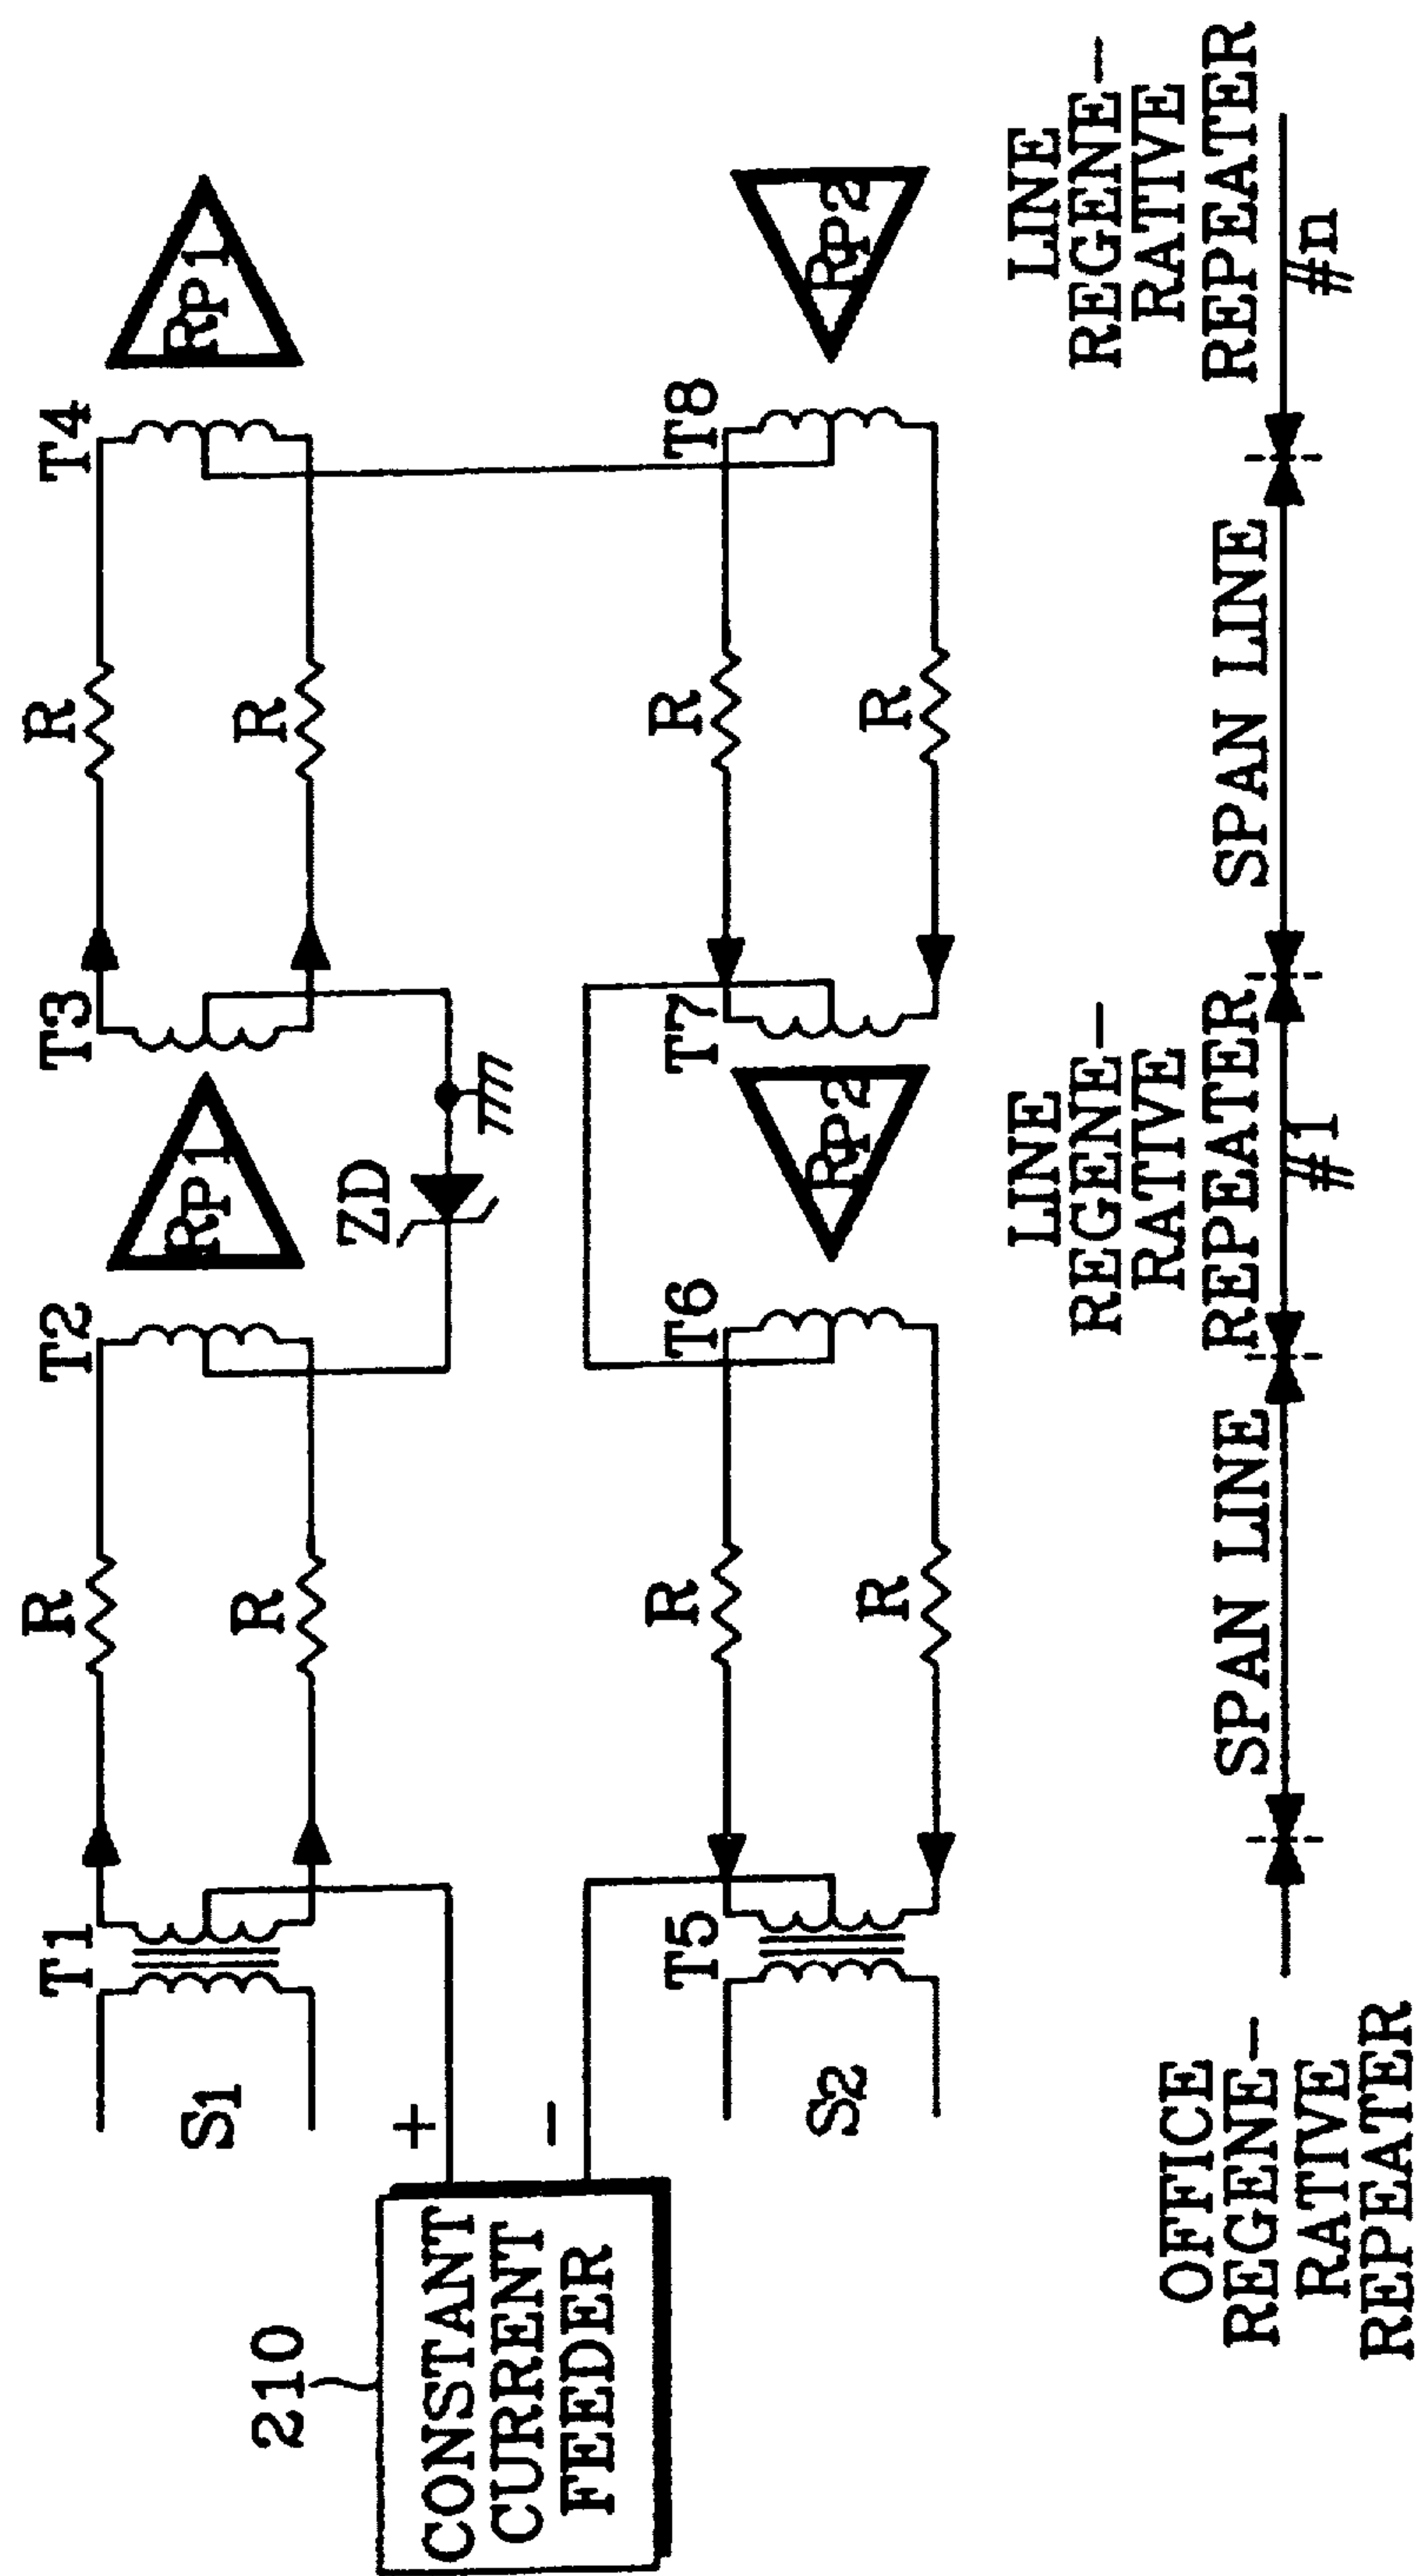 T1
R
T2
T3
R
T4
S1
R
Rp1
R
Rp1
210
+
ZD
CONSTANT
CURRENT
FEEDER
-
T5
R
T6
T7
R
T8
S2
R
Rp2
R
Rp2
OFFICE
REGENE-
RATIVE
REPEATER
SPAN LINE
LINE
REGENE-
RATIVE
REPEATER
#1
SPAN LINE
LINE
REGENE-
RATIVE
REPEATER
#n